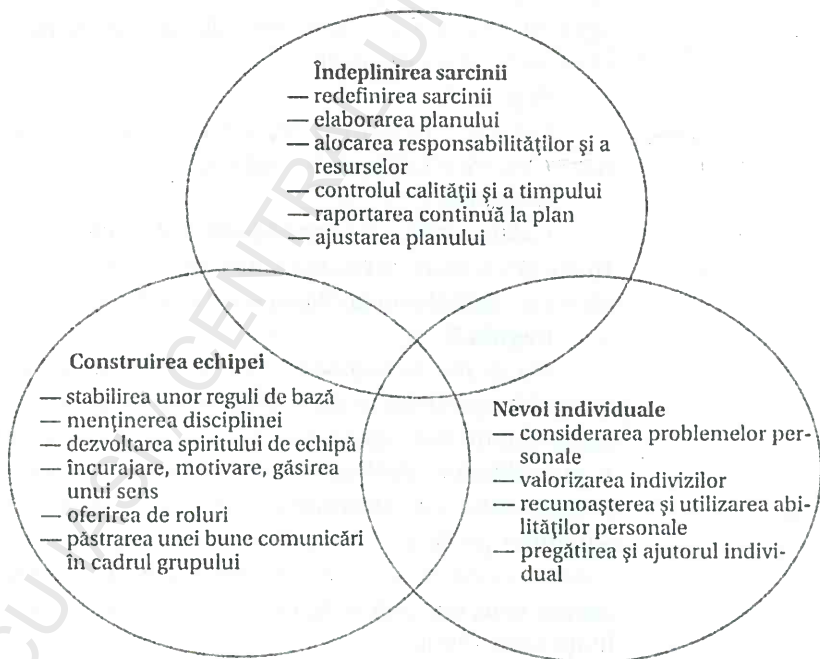 Îndeplinirea sarcinii
— redefinirea sarcinii
— elaborarea planului
— alocarea responsabilităţilor şi a
resurselor
— controlul calităţii şi a timpului
— raportarea continuă la plan
— ajustarea planului
Construirea echipei
— stabilirea unor reguli de bază
— menţinerea disciplinei
— dezvoltarea spiritului de echipă
— încurajare, motivare, găsirea
unui sens
— oferirea de roluri
— păstrarea unei bune comunicări
în cadrul grupului
Nevoi individuale
— considerarea problemelor per-
sonale
— valorizarea indivizilor
— recunoaşterea şi utilizarea abi-
lităţilor personale
— pregătirea şi ajutorul indivi-
dual
CU IASI / CENTRAL U